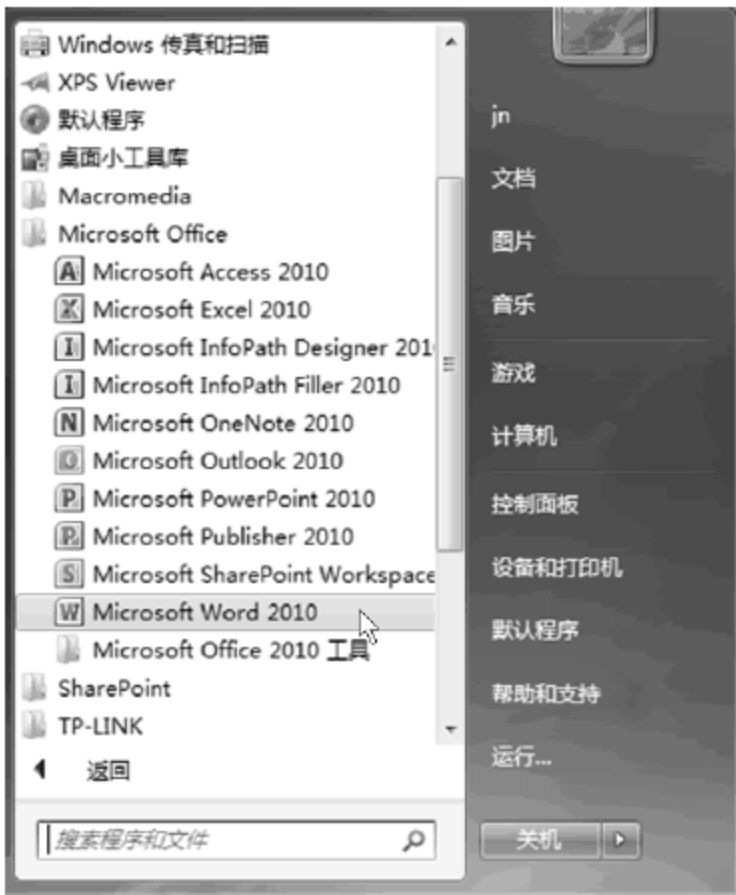 Windows 传真和扫描
XPS Viewer
默认程序
桌面小工具库
Macromedia
Microsoft Office
Microsoft Access 2010
Microsoft Excel 2010
Microsoft InfoPath Designer 201
Microsoft InfoPath Filler 2010
Microsoft OneNote 2010
Microsoft Outlook 2010
Microsoft PowerPoint 2010
Microsoft Publisher 2010
Microsoft SharePoint Workspace
Microsoft Word 2010
Microsoft Office 2010 工具
SharePoint
TP-LINK
返回
搜索程序和文件
jn
文档
图片
音乐
游戏
计算机
控制面板
设备和打印机
默认程序
帮助和支持
运行...
关机